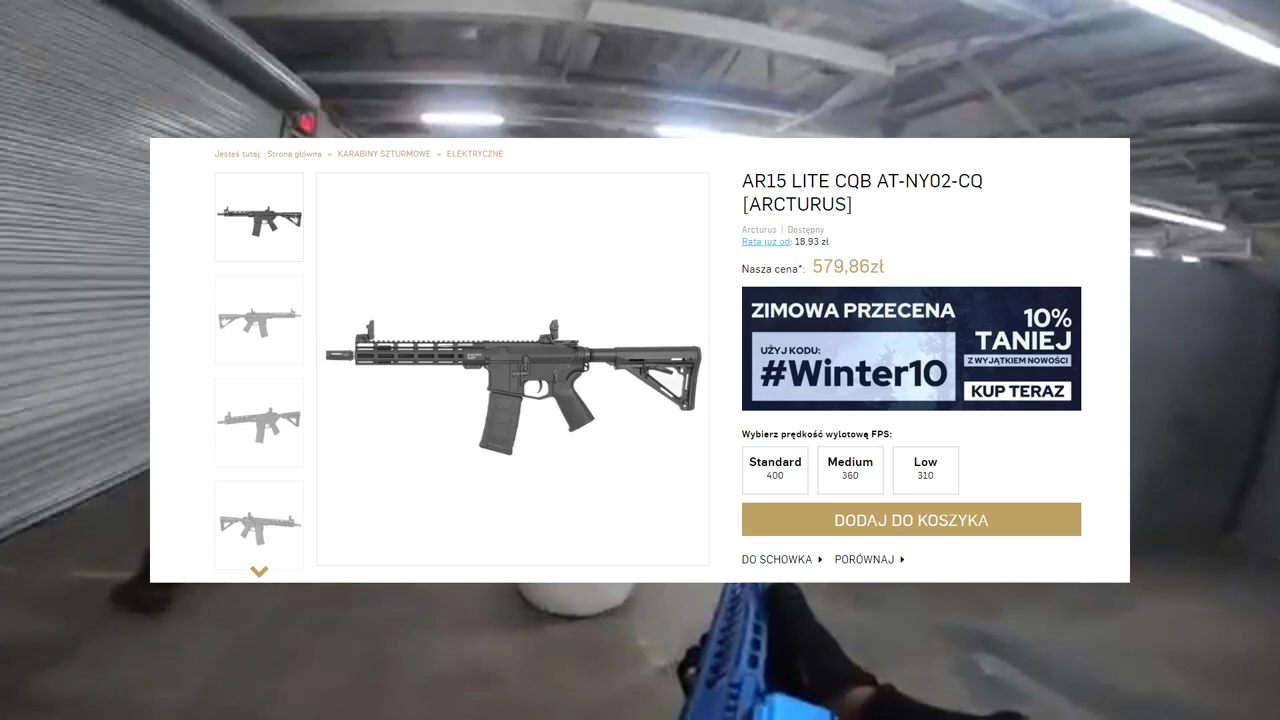 Jesteś tutaj: Strona główna » KARABINY SZTURMOWE » ELEKTRYCZNE
AR15 LITE CQB AT-NY02-CQ
[ARCTURUS]
Arcturus | Dostępny
Rata już od: 18.93 zł
Nasza cena*: 579,86zł
ZIMOWA PRZECENA
UŻYJ KODU:
#Winter10
10%
TANIEJ
Z WYJĄTKIEM NOWOŚCI
KUP TERAZ
Wybierz prędkość wylotową FPS:
Standard Medium Low
400 360 310
DODAJ DO KOSZYKA
DO SCHOWKA PORÓWNAJ